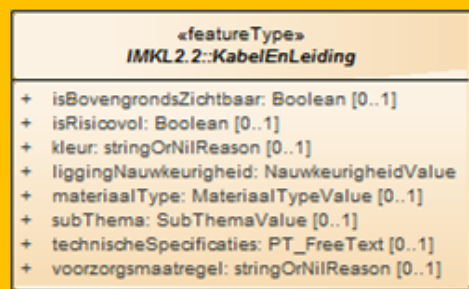 «featureType»
IMKL2.2::KabelEnLeiding
+ isBovengrondsZichtbaar: Boolean [0..1]
+ isRisicovol: Boolean [0..1]
+ kleur: stringOrNilReason [0..1]
+ liggingNauwkeurigheid: NauwkeurigheidValue
+ materiaalType: MateriaalTypeValue [0..1]
+ subThema: SubThemaValue [0..1]
+ technischeSpecificaties: PT_FreeText [0..1]
+ voorzorgsmaatregel: stringOrNilReason [0..1]